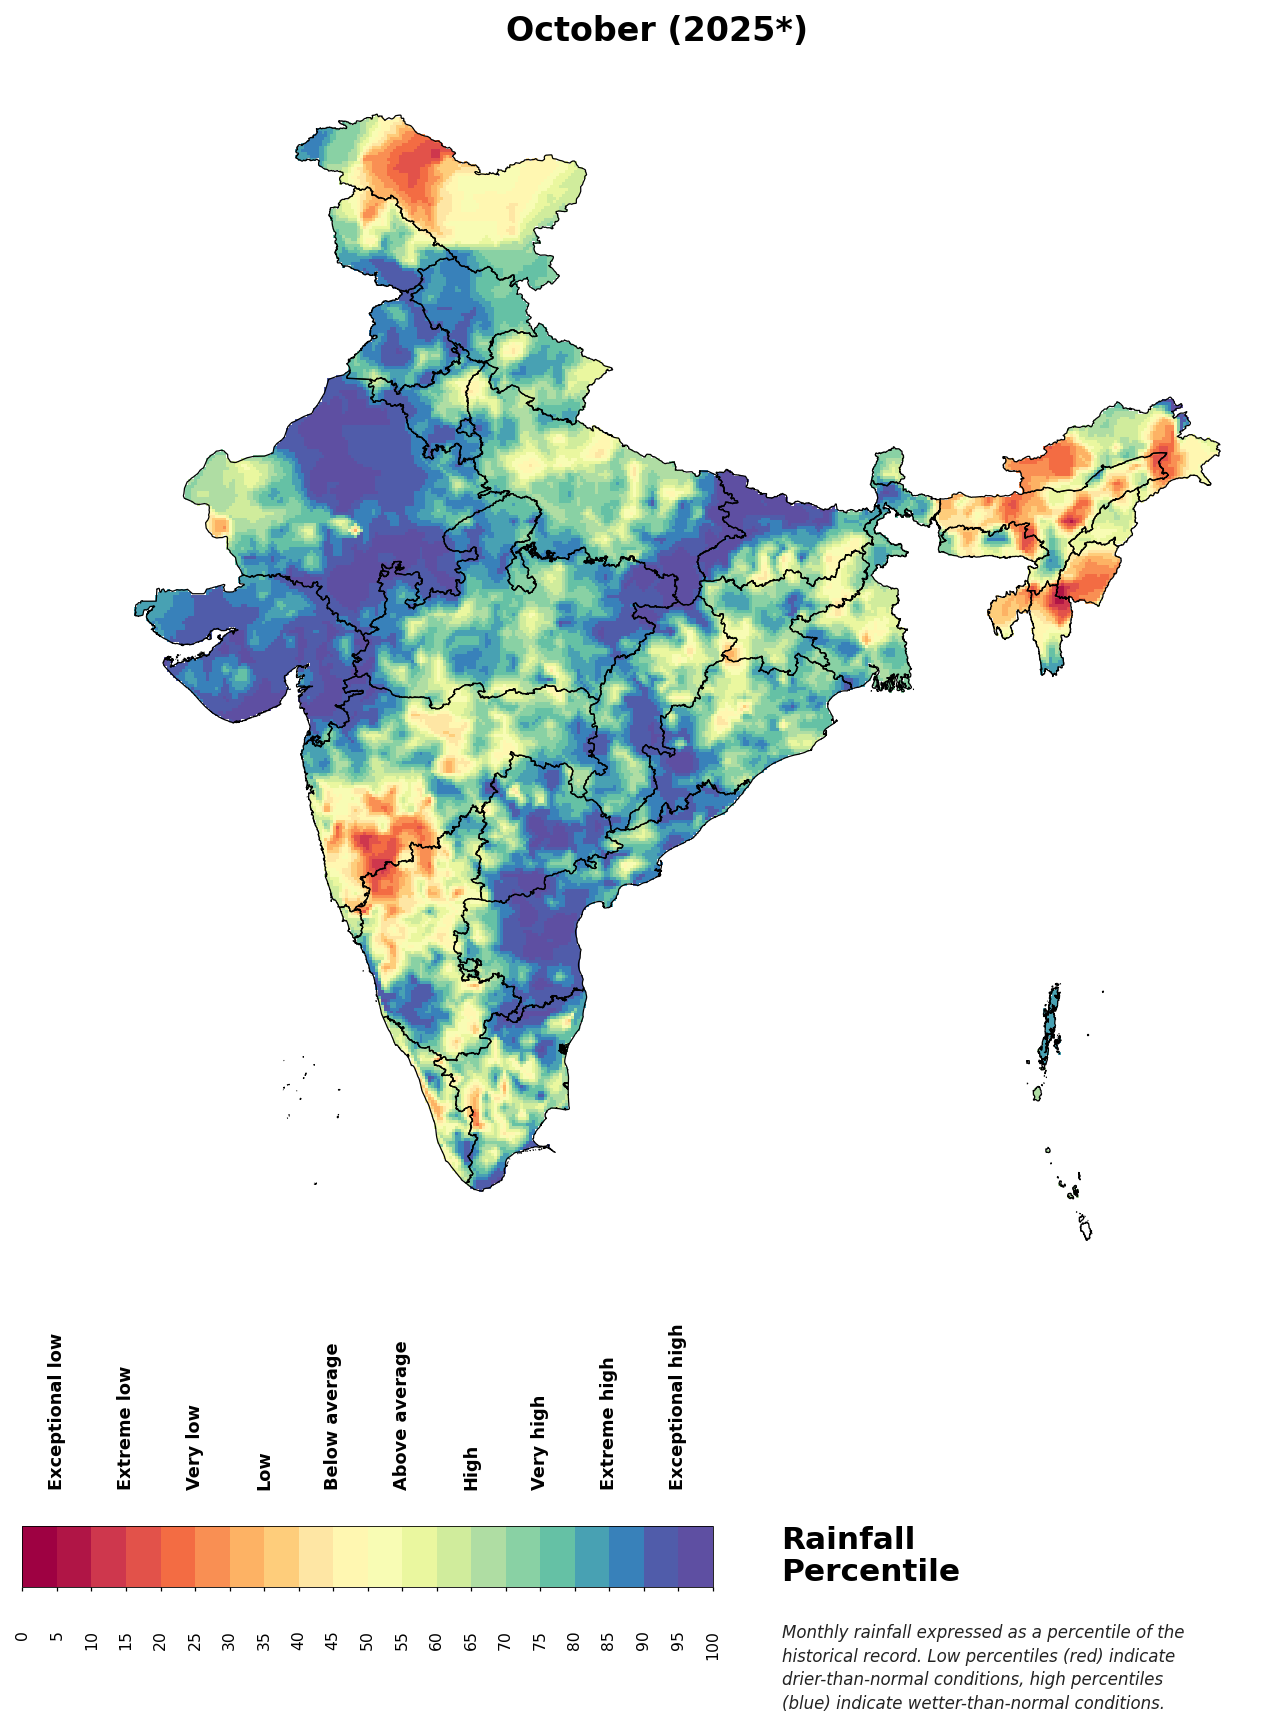 October (2025*)
Exceptional low
Extreme low
Very low
Low
Below average
Above average
High
Very high
Extreme high
Exceptional high
0 5 10 15 20 25 30 35 40 45 50 55 60 65 70 75 80 85 90 95 100
Rainfall
Percentile
Monthly rainfall expressed as a percentile of the
historical record. Low percentiles (red) indicate
drier-than-normal conditions, high percentiles
(blue) indicate wetter-than-normal conditions.